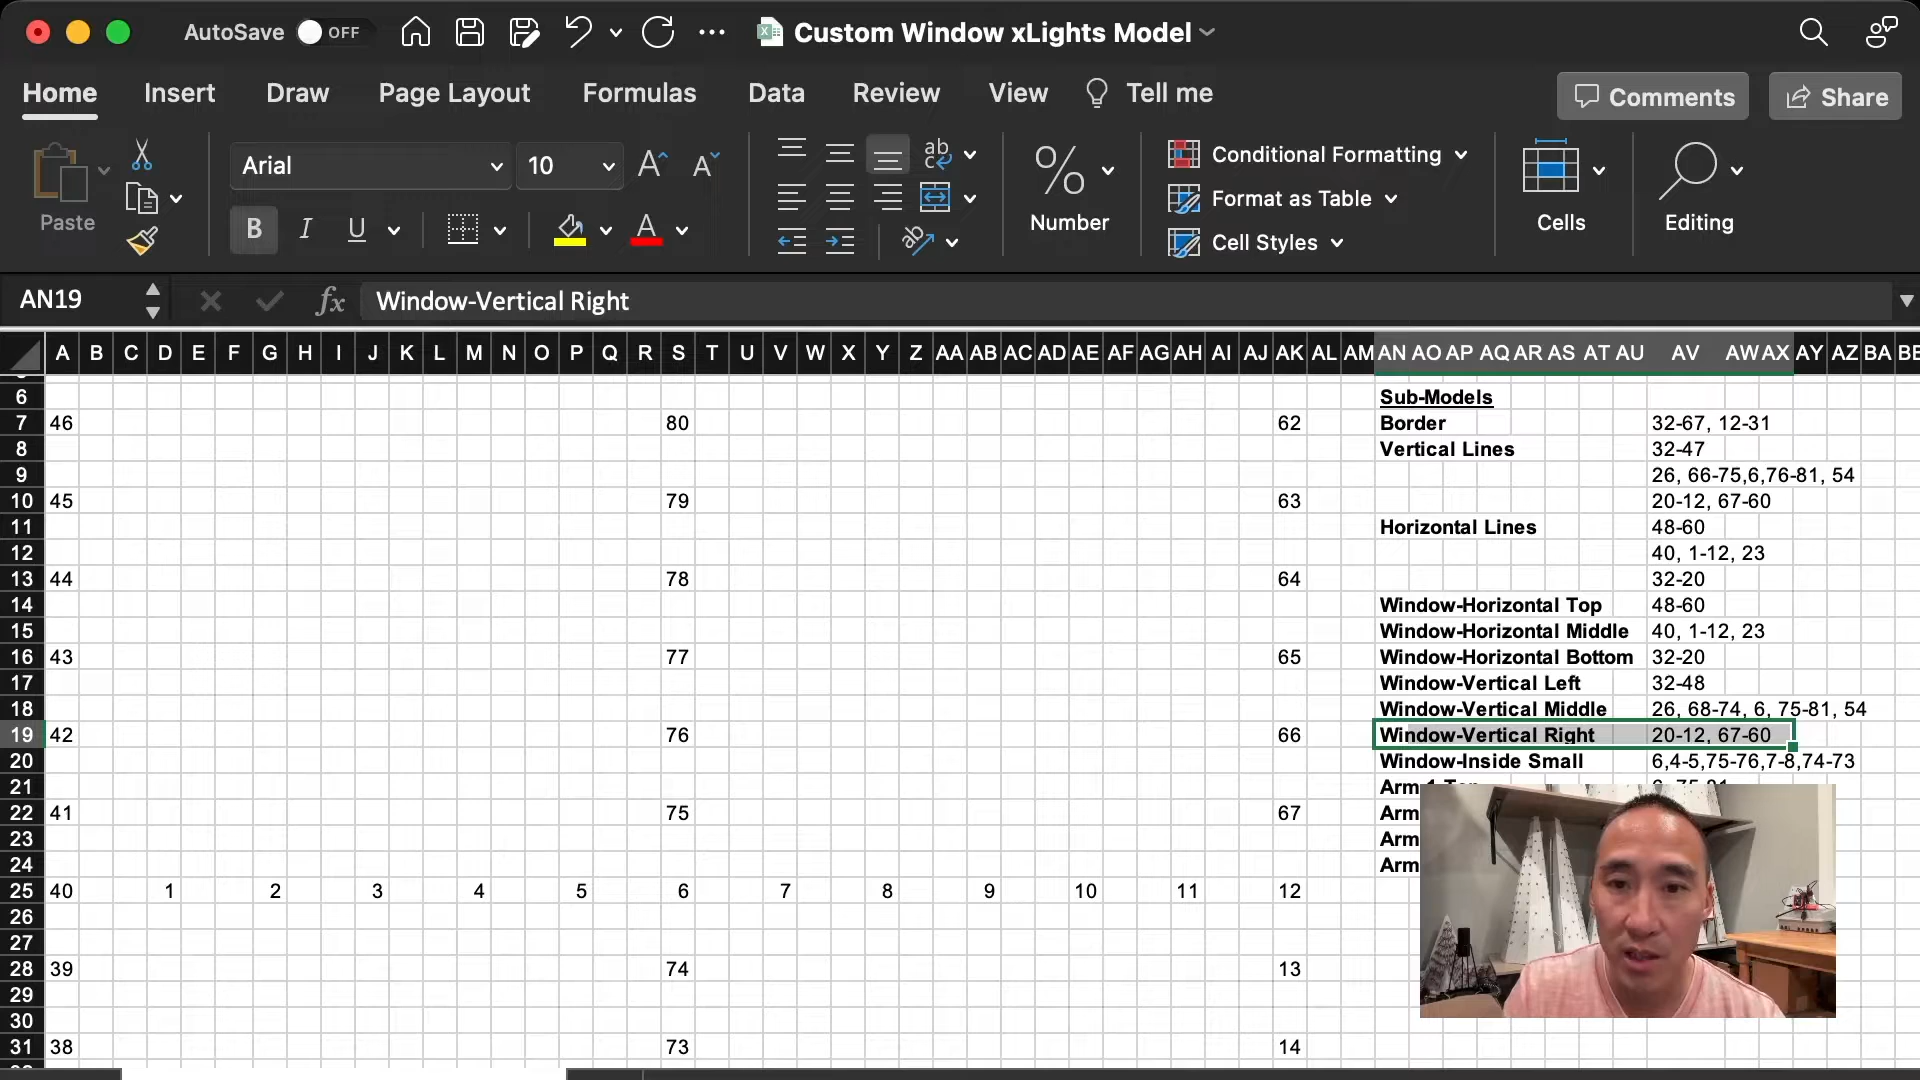 AutoSave OFF Custom Window xLights Model
Home Insert Draw Page Layout Formulas Data Review View Tell me Comments Share
Paste Arial 10 Number Conditional Formatting Format as Table Cell Styles Cells Editing
B I U
AN19 fx Window-Vertical Right
A B C D E F G H I J K L M N O P Q R S T U V W X Y Z AA AB AC AD AE AF AG AH AI AJ AK AL AM AN AO AP AQ AR AS AT AU AV AW AX AY AZ BA
6 Sub-Models
7 46 80 62 Border 32-67, 12-31
8 Vertical Lines 32-47
9 26, 66-75,6,76-81, 54
10 45 79 63 20-12, 67-60
11 Horizontal Lines 48-60
12 40, 1-12, 23
13 44 78 64 32-20
14 Window-Horizontal Top 48-60
15 Window-Horizontal Middle 40, 1-12, 23
16 43 77 65 Window-Horizontal Bottom 32-20
17 Window-Vertical Left 32-48
18 Window-Vertical Middle 26, 68-74, 6, 75-81, 54
19 42 76 66 Window-Vertical Right 20-12, 67-60
20 Window-Inside Small 6,4-5,75-76,7-8,74-73
21 Arm
22 41 75 67 Arm
23 Arm
24 Arm
25 40 1 2 3 4 5 6 7 8 9 10 11 12
26
27
28 39 74 13
29
30
31 38 73 14